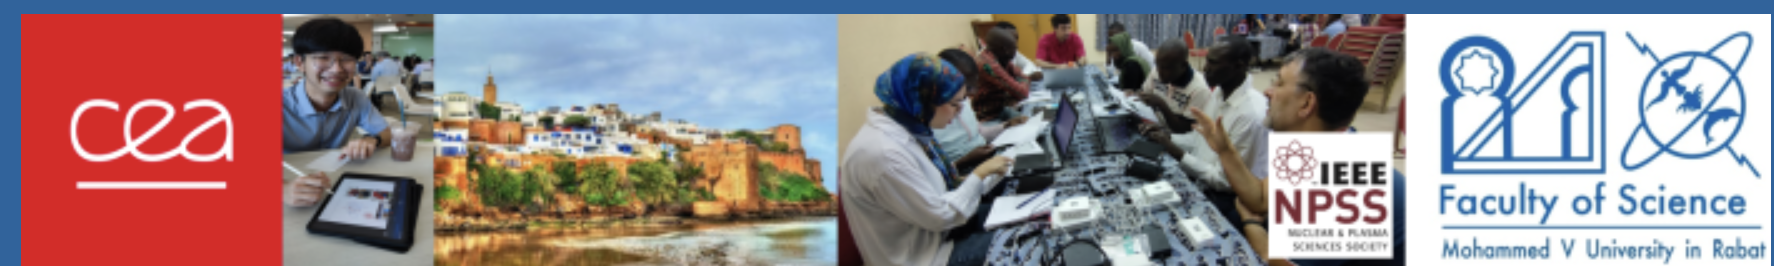 cea
IEEE
NPSS
NUCLEAR & PLASMA
SCIENCES SOCIETY
Faculty of Science
Mohammed V University in Rabat